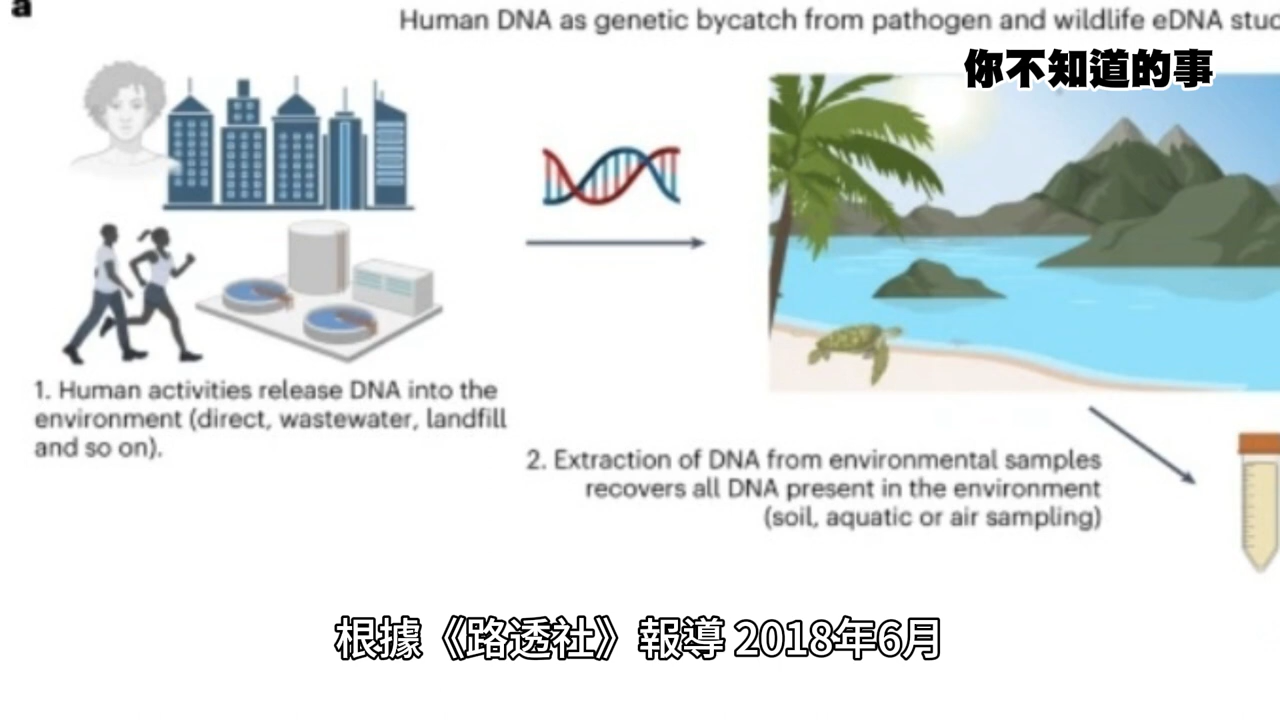 a
Human DNA as genetic bycatch from pathogen and wildlife eDNA stuc
你不知道的事
1. Human activities release DNA into the
environment (direct, wastewater, landfill
and so on).
2. Extraction of DNA from environmental samples
recovers all DNA present in the environment
(soil, aquatic or air sampling)
根據《路透社》報導 2018年6月